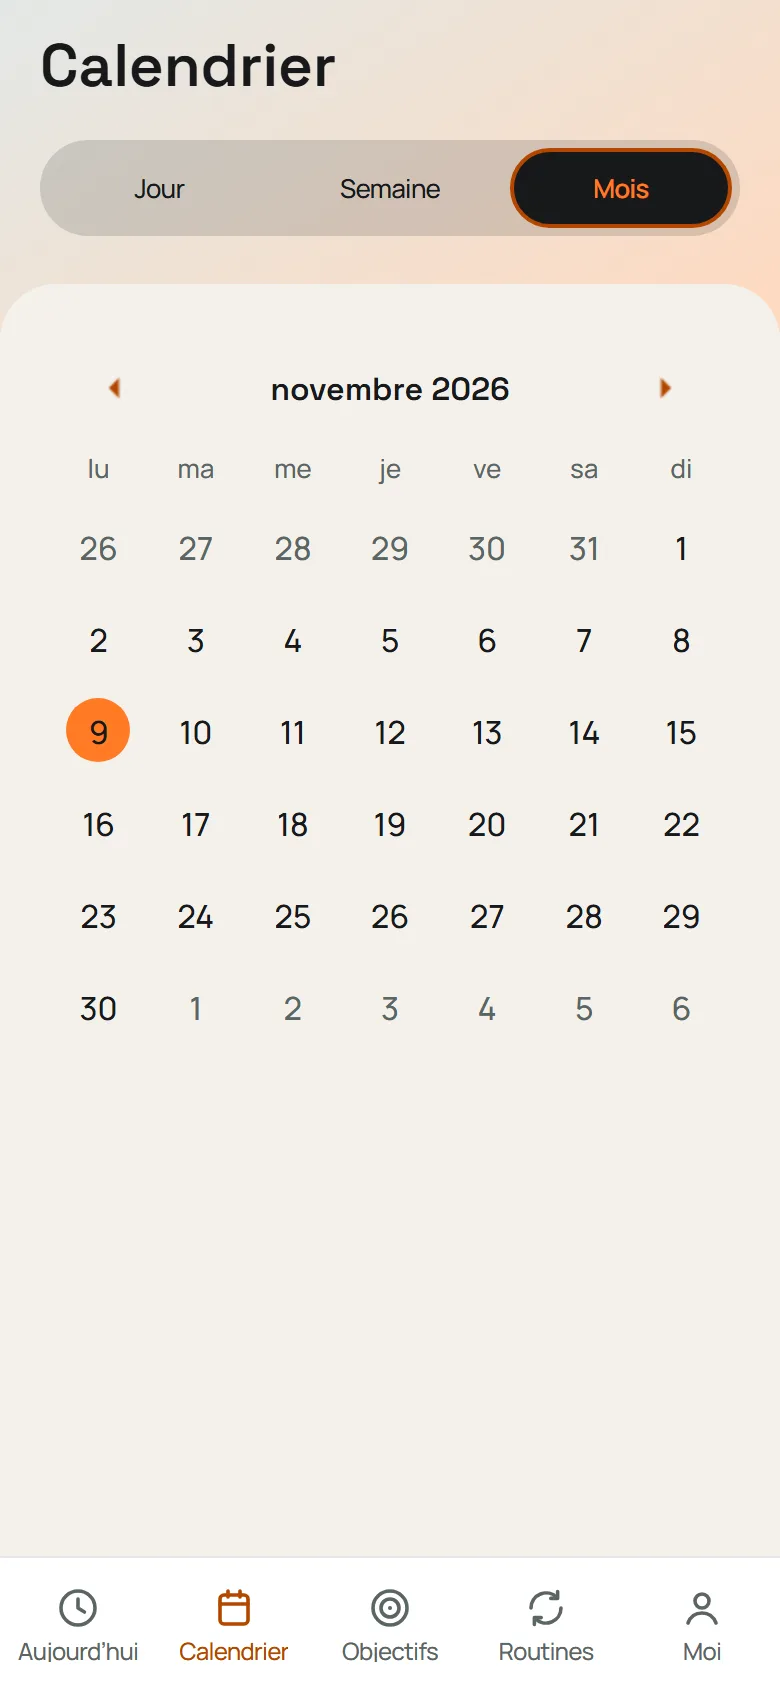 Calendrier
Jour Semaine Mois
novembre 2026
lu ma me je ve sa di
26 27 28 29 30 31 1
2 3 4 5 6 7 8
9 10 11 12 13 14 15
16 17 18 19 20 21 22
23 24 25 26 27 28 29
30 1 2 3 4 5 6
Aujourd’hui Calendrier Objectifs Routines Moi